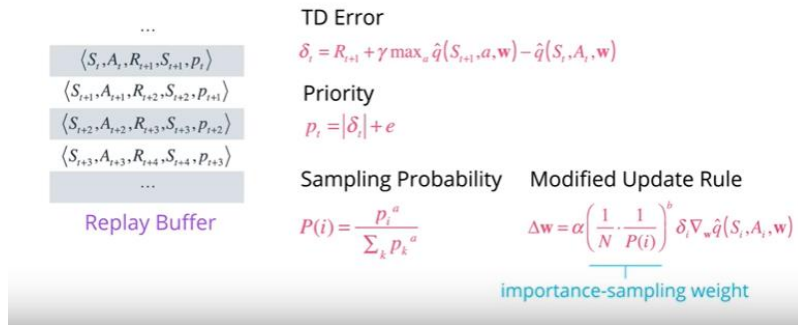 ...
⟨S_t, A_t, R_{t+1}, S_{t+1}, p_t⟩
⟨S_{t+1}, A_{t+1}, R_{t+2}, S_{t+2}, p_{t+1}⟩
⟨S_{t+2}, A_{t+2}, R_{t+3}, S_{t+3}, p_{t+2}⟩
⟨S_{t+3}, A_{t+3}, R_{t+4}, S_{t+4}, p_{t+3}⟩
...
Replay Buffer
TD Error
δ_t = R_{t+1} + γ max_a q̂(S_{t+1}, a, w) − q̂(S_t, A_t, w)
Priority
p_t = |δ_t| + e
Sampling Probability
P(i) = p_i^a / Σ_k p_k^a
Modified Update Rule
Δw = α(1/N · 1/P(i))^b δ_i ∇_w q̂(S_i, A_i, w)
importance-sampling weight